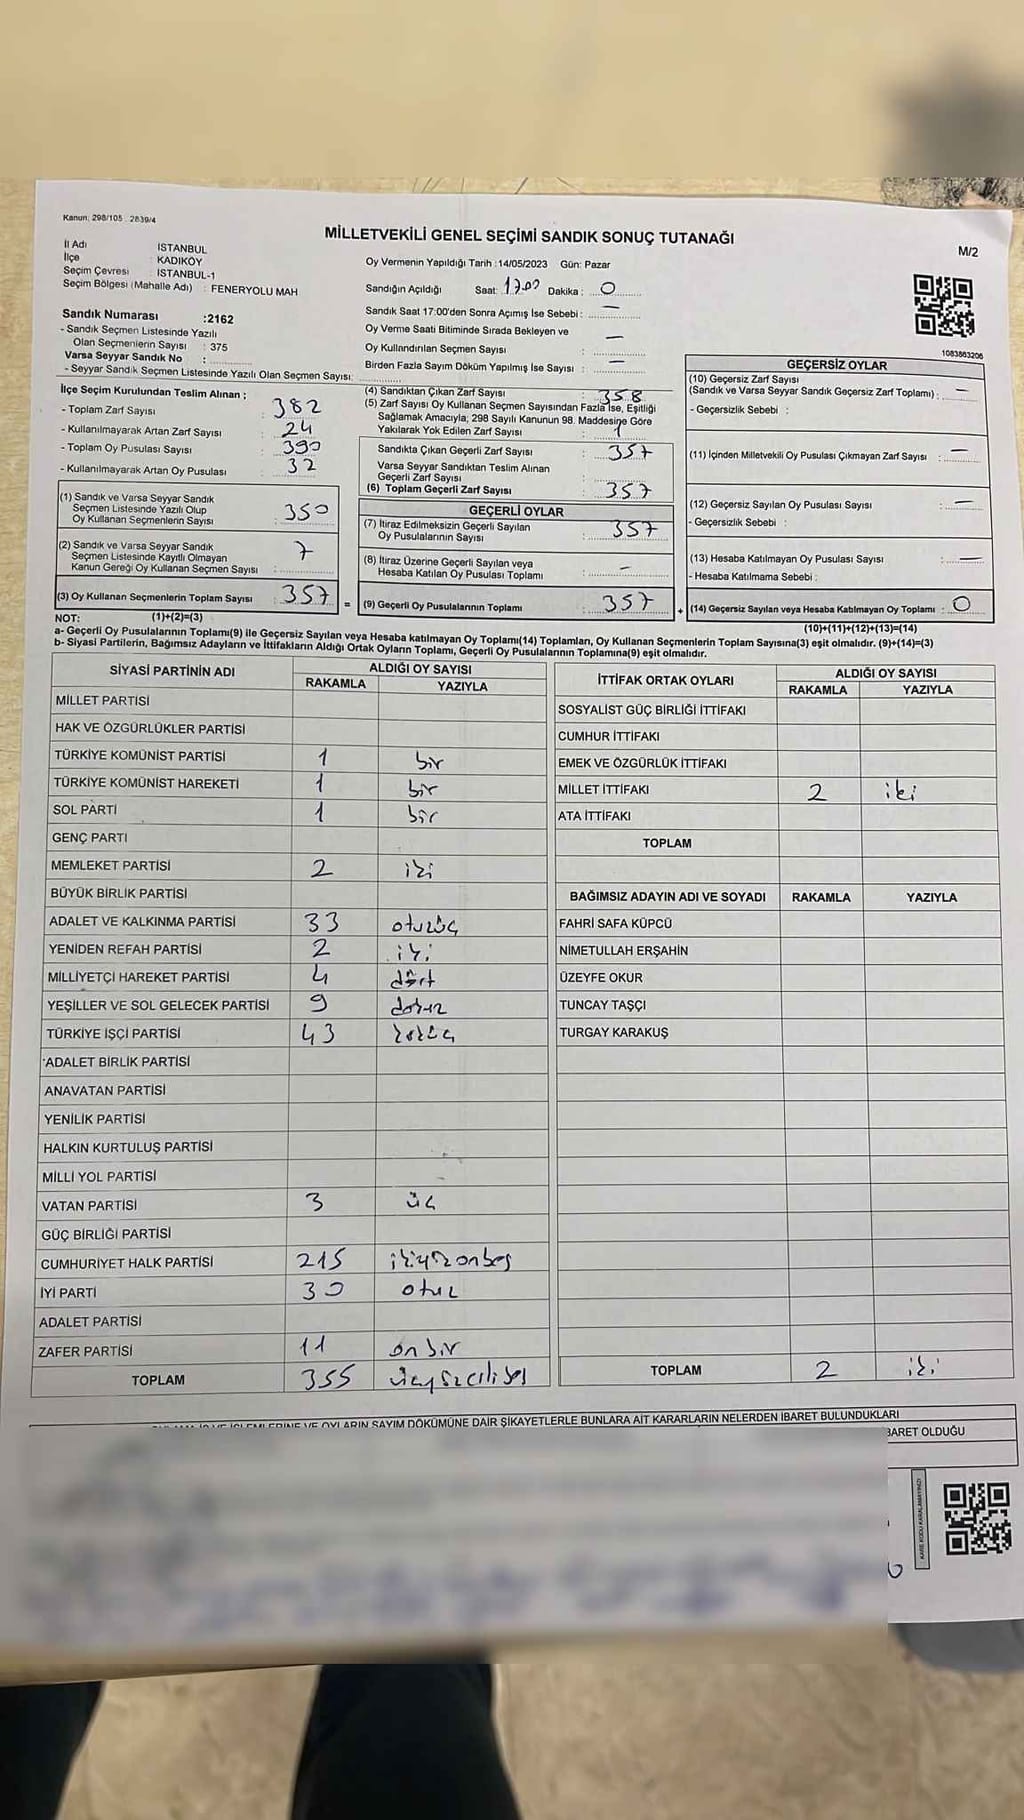 Kanun: 298/105 2839/4
MİLLETVEKİLİ GENEL SEÇİMİ SANDIK SONUÇ TUTANAĞI
M/2
İl Adı İSTANBUL
İlçe KADIKÖY
Seçim Çevresi : İSTANBUL-1
Seçim Bölgesi (Mahalle Adı) : FENERYOLU MAH
Oy Vermenin Yapıldığı Tarih :14/05/2023 Gün: Pazar
Sandığın Açıldığı Saat: 1700 Dakika : 0
Sandık Saat 17:00'den Sonra Açımış İse Sebebi : —
Oy Verme Saati Bitiminde Sırada Bekleyen ve
Oy Kullandırılan Seçmen Sayısı : —
Birden Fazla Sayım Döküm Yapılmış İse Sayısı : —
1083863206
Sandık Numarası :2162
- Sandık Seçmen Listesinde Yazılı
Olan Seçmenlerin Sayısı : 375
Varsa Seyyar Sandık No :
- Seyyar Sandık Seçmen Listesinde Yazılı Olan Seçmen Sayısı:
İlçe Seçim Kurulundan Teslim Alınan ;
- Toplam Zarf Sayısı : 382
- Kullanılmayarak Artan Zarf Sayısı : 24
- Toplam Oy Pusulası Sayısı : 390
- Kullanılmayarak Artan Oy Pusulası : 32
(1) Sandık ve Varsa Seyyar Sandık
Seçmen Listesinde Yazılı Olup
Oy Kullanan Seçmenlerin Sayısı : 350
(2) Sandık ve Varsa Seyyar Sandık
Seçmen Listesinde Kayıtlı Olmayan
Kanun Gereği Oy Kullanan Seçmen Sayısı : 7
(3) Oy Kullanan Seçmenlerin Toplam Sayısı : 357 =
(4) Sandıktan Çıkan Zarf Sayısı : 358
(5) Zarf Sayısı Oy Kullanan Seçmen Sayısından Fazla İse, Eşitliği
Sağlamak Amacıyla; 298 Sayılı Kanunun 98. Maddesine Göre
Yakılarak Yok Edilen Zarf Sayısı : 1
Sandıkta Çıkan Geçerli Zarf Sayısı : 357
Varsa Seyyar Sandıktan Teslim Alınan
Geçerli Zarf Sayısı :
(6) Toplam Geçerli Zarf Sayısı : 357
GEÇERLİ OYLAR
(7) İtiraz Edilmeksizin Geçerli Sayılan
Oy Pusulalarının Sayısı : 357
(8) İtiraz Üzerine Geçerli Sayılan veya
Hesaba Katılan Oy Pusulası Toplamı : —
(9) Geçerli Oy Pusulalarının Toplamı : 357 +
GEÇERSİZ OYLAR
(10) Geçersiz Zarf Sayısı
(Sandık ve Varsa Seyyar Sandık Geçersiz Zarf Toplamı) : —
- Geçersizlik Sebebi :
(11) İçinden Milletvekili Oy Pusulası Çıkmayan Zarf Sayısı : —
(12) Geçersiz Sayılan Oy Pusulası Sayısı : —
- Geçersizlik Sebebi :
(13) Hesaba Katılmayan Oy Pusulası Sayısı : —
- Hesaba Katılmama Sebebi :
(14) Geçersiz Sayılan veya Hesaba Katılmayan Oy Toplamı : 0
NOT: (1)+(2)=(3)
(10)+(11)+(12)+(13)=(14)
a- Geçerli Oy Pusulalarının Toplamı(9) ile Geçersiz Sayılan veya Hesaba katılmayan Oy Toplamı(14) Toplamları, Oy Kullanan Seçmenlerin Toplam Sayısına(3) eşit olmalıdır. (9)+(14)=(3)
b- Siyasi Partilerin, Bağımsız Adayların ve İttifakların Aldığı Ortak Oyların Toplamı, Geçerli Oy Pusulalarının Toplamına(9) eşit olmalıdır.
SİYASİ PARTİNİN ADI ALDIĞI OY SAYISI
RAKAMLA YAZIYLA
MİLLET PARTİSİ
HAK VE ÖZGÜRLÜKLER PARTİSİ
TÜRKİYE KOMÜNİST PARTİSİ 1 bir
TÜRKİYE KOMÜNİST HAREKETİ 1 bir
SOL PARTİ 1 bir
GENÇ PARTİ
MEMLEKET PARTİSİ 2 iki
BÜYÜK BİRLİK PARTİSİ
ADALET VE KALKINMA PARTİSİ 33 otuzüç
YENİDEN REFAH PARTİSİ 2 iki
MİLLİYETÇİ HAREKET PARTİSİ 4 dört
YEŞİLLER VE SOL GELECEK PARTİSİ 9 dokuz
TÜRKİYE İŞÇİ PARTİSİ 43
ADALET BİRLİK PARTİSİ
ANAVATAN PARTİSİ
YENİLİK PARTİSİ
HALKIN KURTULUŞ PARTİSİ
MİLLİ YOL PARTİSİ
VATAN PARTİSİ 3 üç
GÜÇ BİRLİĞİ PARTİSİ
CUMHURİYET HALK PARTİSİ 215 ikiyüzonbeş
İYİ PARTİ 30 otuz
ADALET PARTİSİ
ZAFER PARTİSİ 11 onbir
TOPLAM 355
İTTİFAK ORTAK OYLARI ALDIĞI OY SAYISI
RAKAMLA YAZIYLA
SOSYALİST GÜÇ BİRLİĞİ İTTİFAKI
CUMHUR İTTİFAKI
EMEK VE ÖZGÜRLÜK İTTİFAKI
MİLLET İTTİFAKI 2 iki
ATA İTTİFAKI
TOPLAM
BAĞIMSIZ ADAYIN ADI VE SOYADI RAKAMLA YAZIYLA
FAHRİ SAFA KÜPCÜ
NİMETULLAH ERŞAHİN
ÜZEYFE OKUR
TUNCAY TAŞÇI
TURGAY KARAKUŞ
TOPLAM 2 iki
OYLARIN SAYIM DÖKÜMÜNE DAİR ŞİKAYETLERLE BUNLARA AİT KARARLARIN NELERDEN İBARET BULUNDUKLARI
İBARET OLDUĞU
KARE KODU KARALAMAYINIZ!